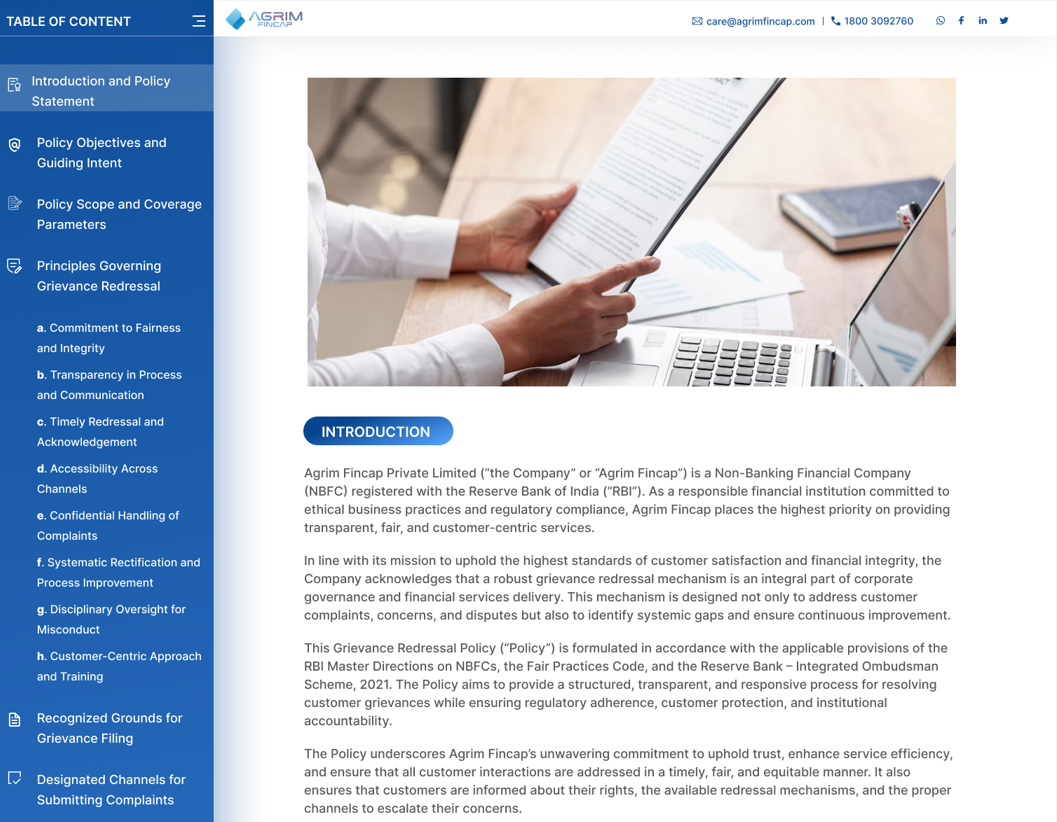 TABLE OF CONTENT
Introduction and Policy
Statement
Policy Objectives and
Guiding Intent
Policy Scope and Coverage
Parameters
Principles Governing
Grievance Redressal
a. Commitment to Fairness
and Integrity
b. Transparency in Process
and Communication
c. Timely Redressal and
Acknowledgement
d. Accessibility Across
Channels
e. Confidential Handling of
Complaints
f. Systematic Rectification and
Process Improvement
g. Disciplinary Oversight for
Misconduct
h. Customer-Centric Approach
and Training
Recognized Grounds for
Grievance Filing
Designated Channels for
Submitting Complaints
AGRIM
FINCAP
care@agrimfincap.com | 1800 3092760
INTRODUCTION
Agrim Fincap Private Limited (“the Company” or “Agrim Fincap”) is a Non-Banking Financial Company
(NBFC) registered with the Reserve Bank of India (“RBI”). As a responsible financial institution committed to
ethical business practices and regulatory compliance, Agrim Fincap places the highest priority on providing
transparent, fair, and customer-centric services.
In line with its mission to uphold the highest standards of customer satisfaction and financial integrity, the
Company acknowledges that a robust grievance redressal mechanism is an integral part of corporate
governance and financial services delivery. This mechanism is designed not only to address customer
complaints, concerns, and disputes but also to identify systemic gaps and ensure continuous improvement.
This Grievance Redressal Policy (“Policy”) is formulated in accordance with the applicable provisions of the
RBI Master Directions on NBFCs, the Fair Practices Code, and the Reserve Bank – Integrated Ombudsman
Scheme, 2021. The Policy aims to provide a structured, transparent, and responsive process for resolving
customer grievances while ensuring regulatory adherence, customer protection, and institutional
accountability.
The Policy underscores Agrim Fincap’s unwavering commitment to uphold trust, enhance service efficiency,
and ensure that all customer interactions are addressed in a timely, fair, and equitable manner. It also
ensures that customers are informed about their rights, the available redressal mechanisms, and the proper
channels to escalate their concerns.